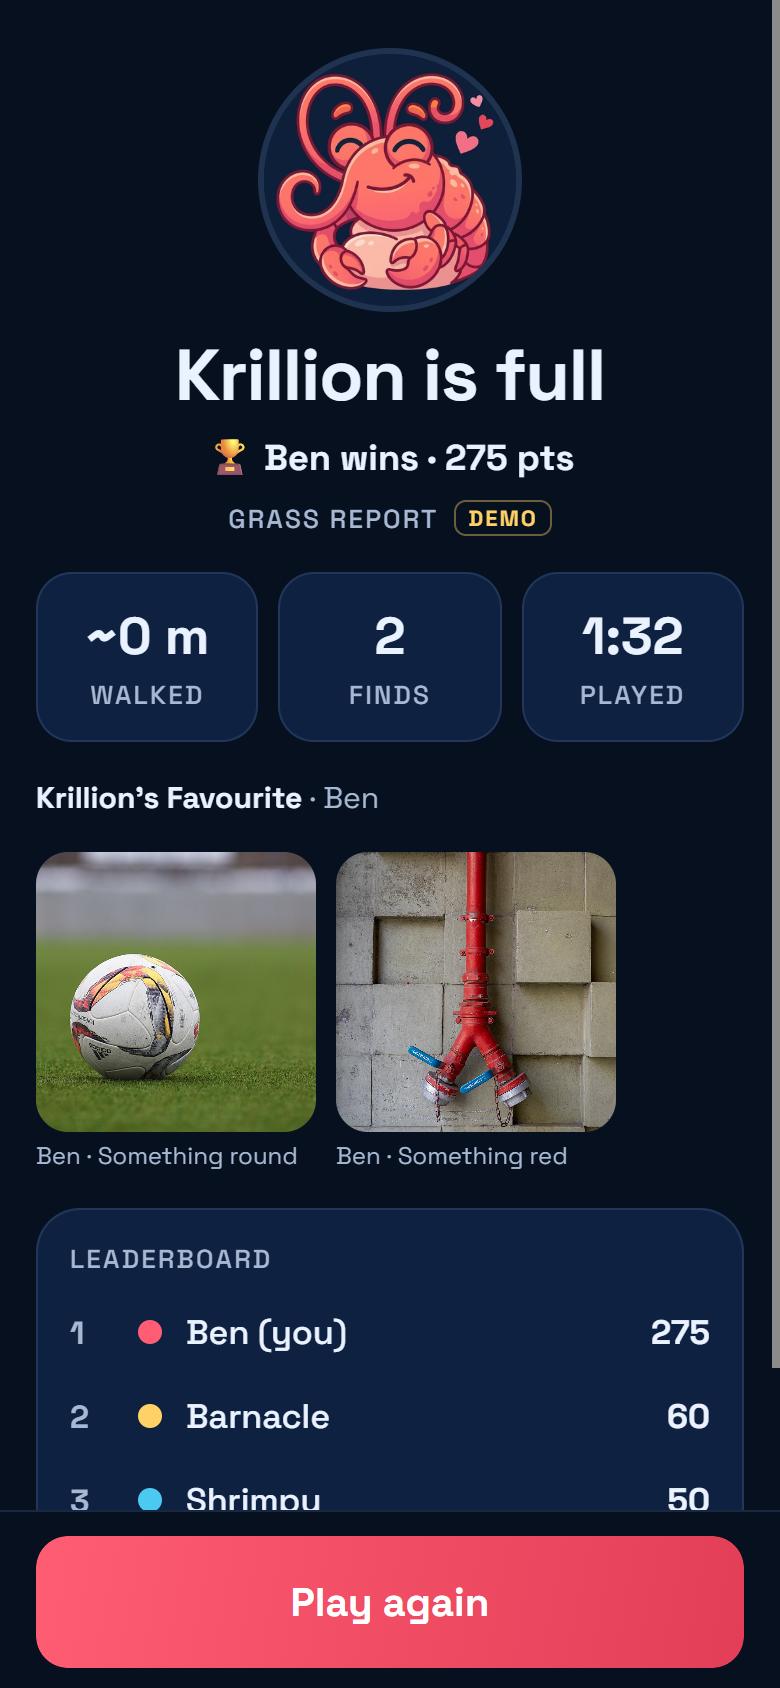 Krillion is full
🏆 Ben wins · 275 pts
GRASS REPORT DEMO
~0 m
WALKED
2
FINDS
1:32
PLAYED
Krillion's Favourite · Ben
Ben · Something round
Ben · Something red
LEADERBOARD
1 Ben (you) 275
2 Barnacle 60
3 Shrimpy 50
Play again